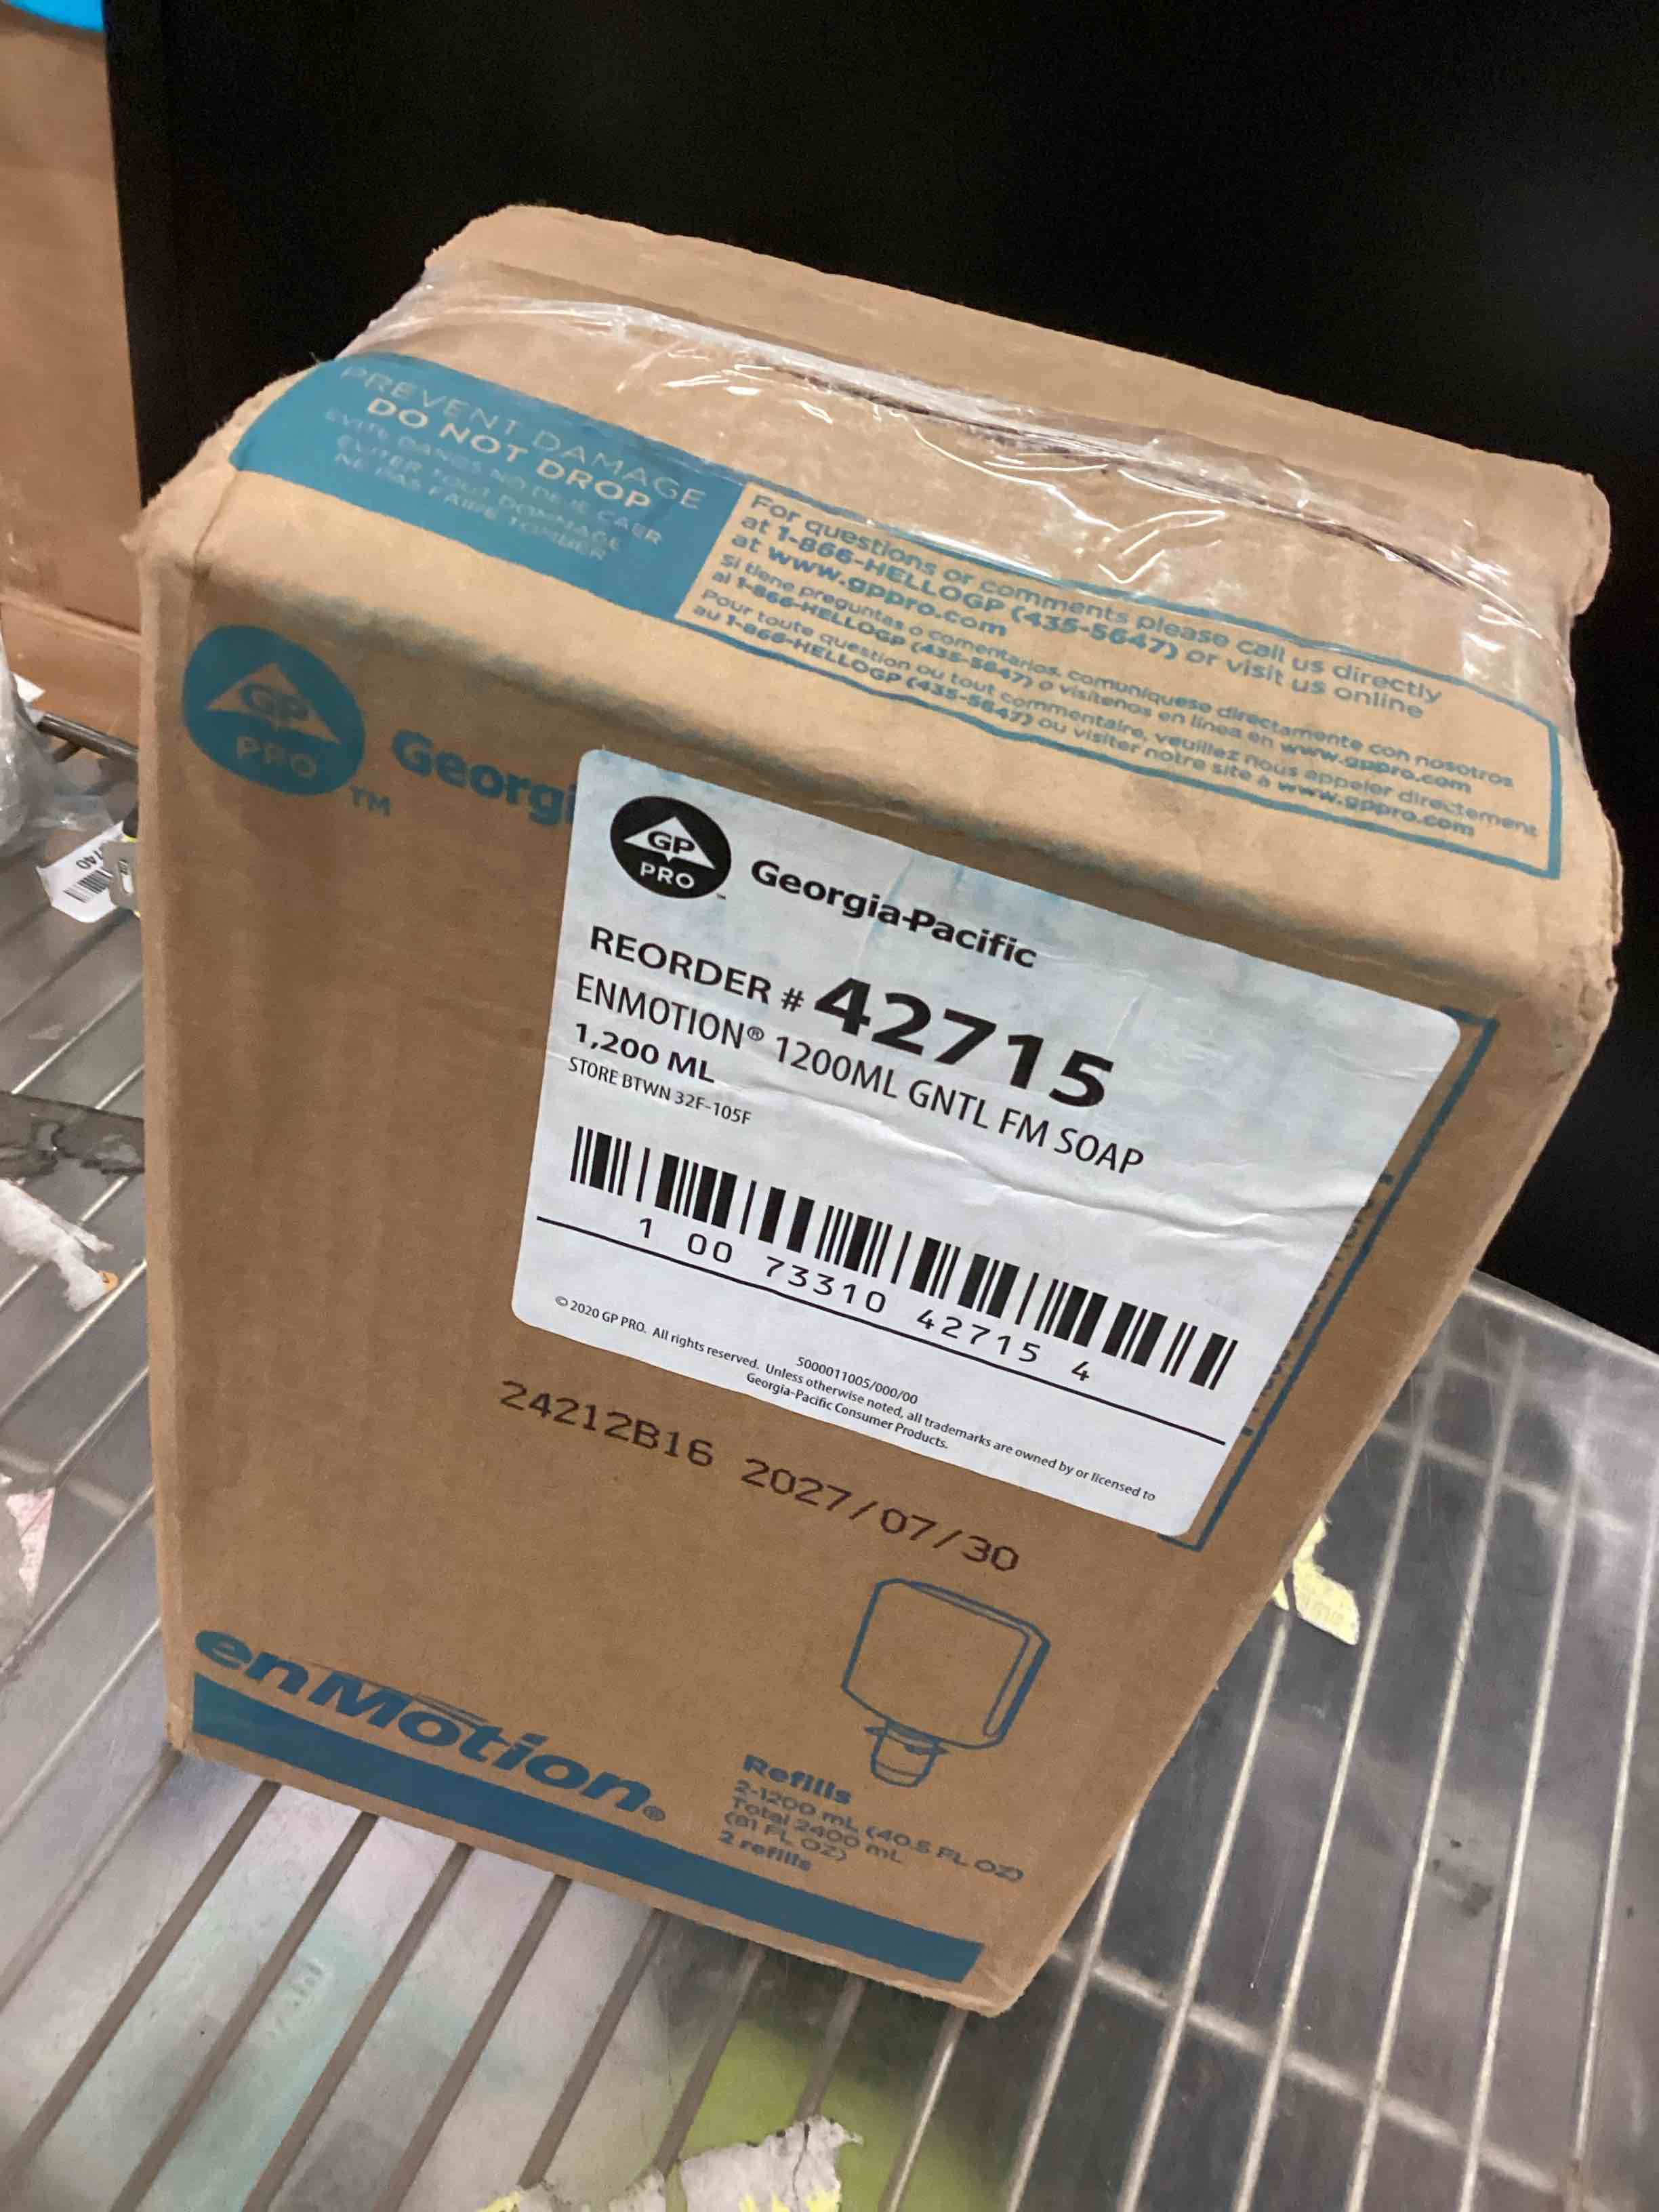 PREVENT DAMAGE
DO NOT DROP
EVITE DAÑOS NO DEJE CAER
ÉVITER TOUT DOMMAGE
NE PAS FAIRE TOMBER
For questions or comments please call us directly
at 1-866-HELLOGP (435-5647) or visit us online
at www.gppro.com
Si tiene preguntas o comentarios, comuníquese directamente con nosotros
al 1-866-HELLOGP (435-5647) o visítenos en línea en www.gppro.com
Pour toute question ou tout commentaire, veuillez nous appeler directement
au 1-866-HELLOGP (435-5647) ou visiter notre site à www.gppro.com
GP
PRO
TM
Georgi
GP
PRO
Georgia-Pacific
REORDER # 42715
ENMOTION® 1200ML GNTL FM SOAP
1,200 ML
STORE BTWN 32F-105F
1 00 73310 42715 4
S000011005/000/00
© 2020 GP PRO. All rights reserved. Unless otherwise noted, all trademarks are owned by or licensed to
Georgia-Pacific Consumer Products.
24212B16 2027/07/30
enMotion®
Refills
2-1200 mL (40.5 FL OZ)
Total 2400 mL
(81 FL OZ)
2 refills